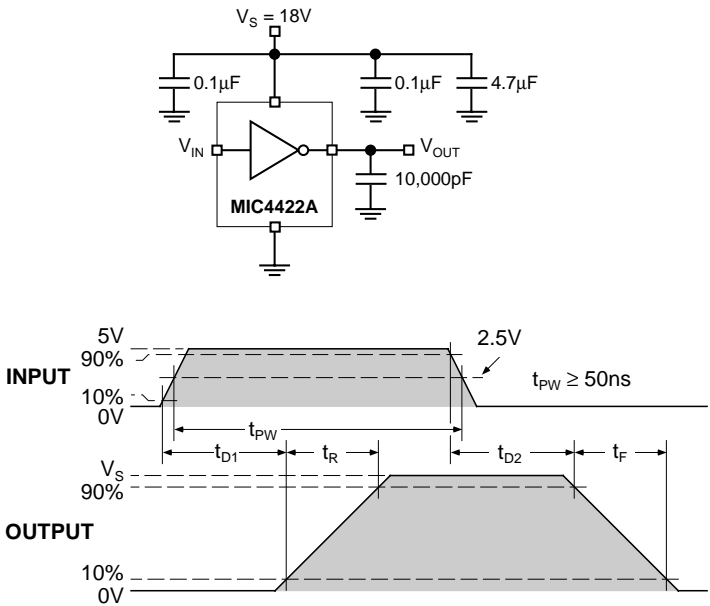 V_S = 18V
0.1μF
0.1μF
4.7μF
V_IN
V_OUT
10,000pF
MIC4422A
5V
90%
2.5V
INPUT
t_PW ≥ 50ns
10%
0V
t_PW
t_D1
t_R
t_D2
t_F
V_S
90%
OUTPUT
10%
0V